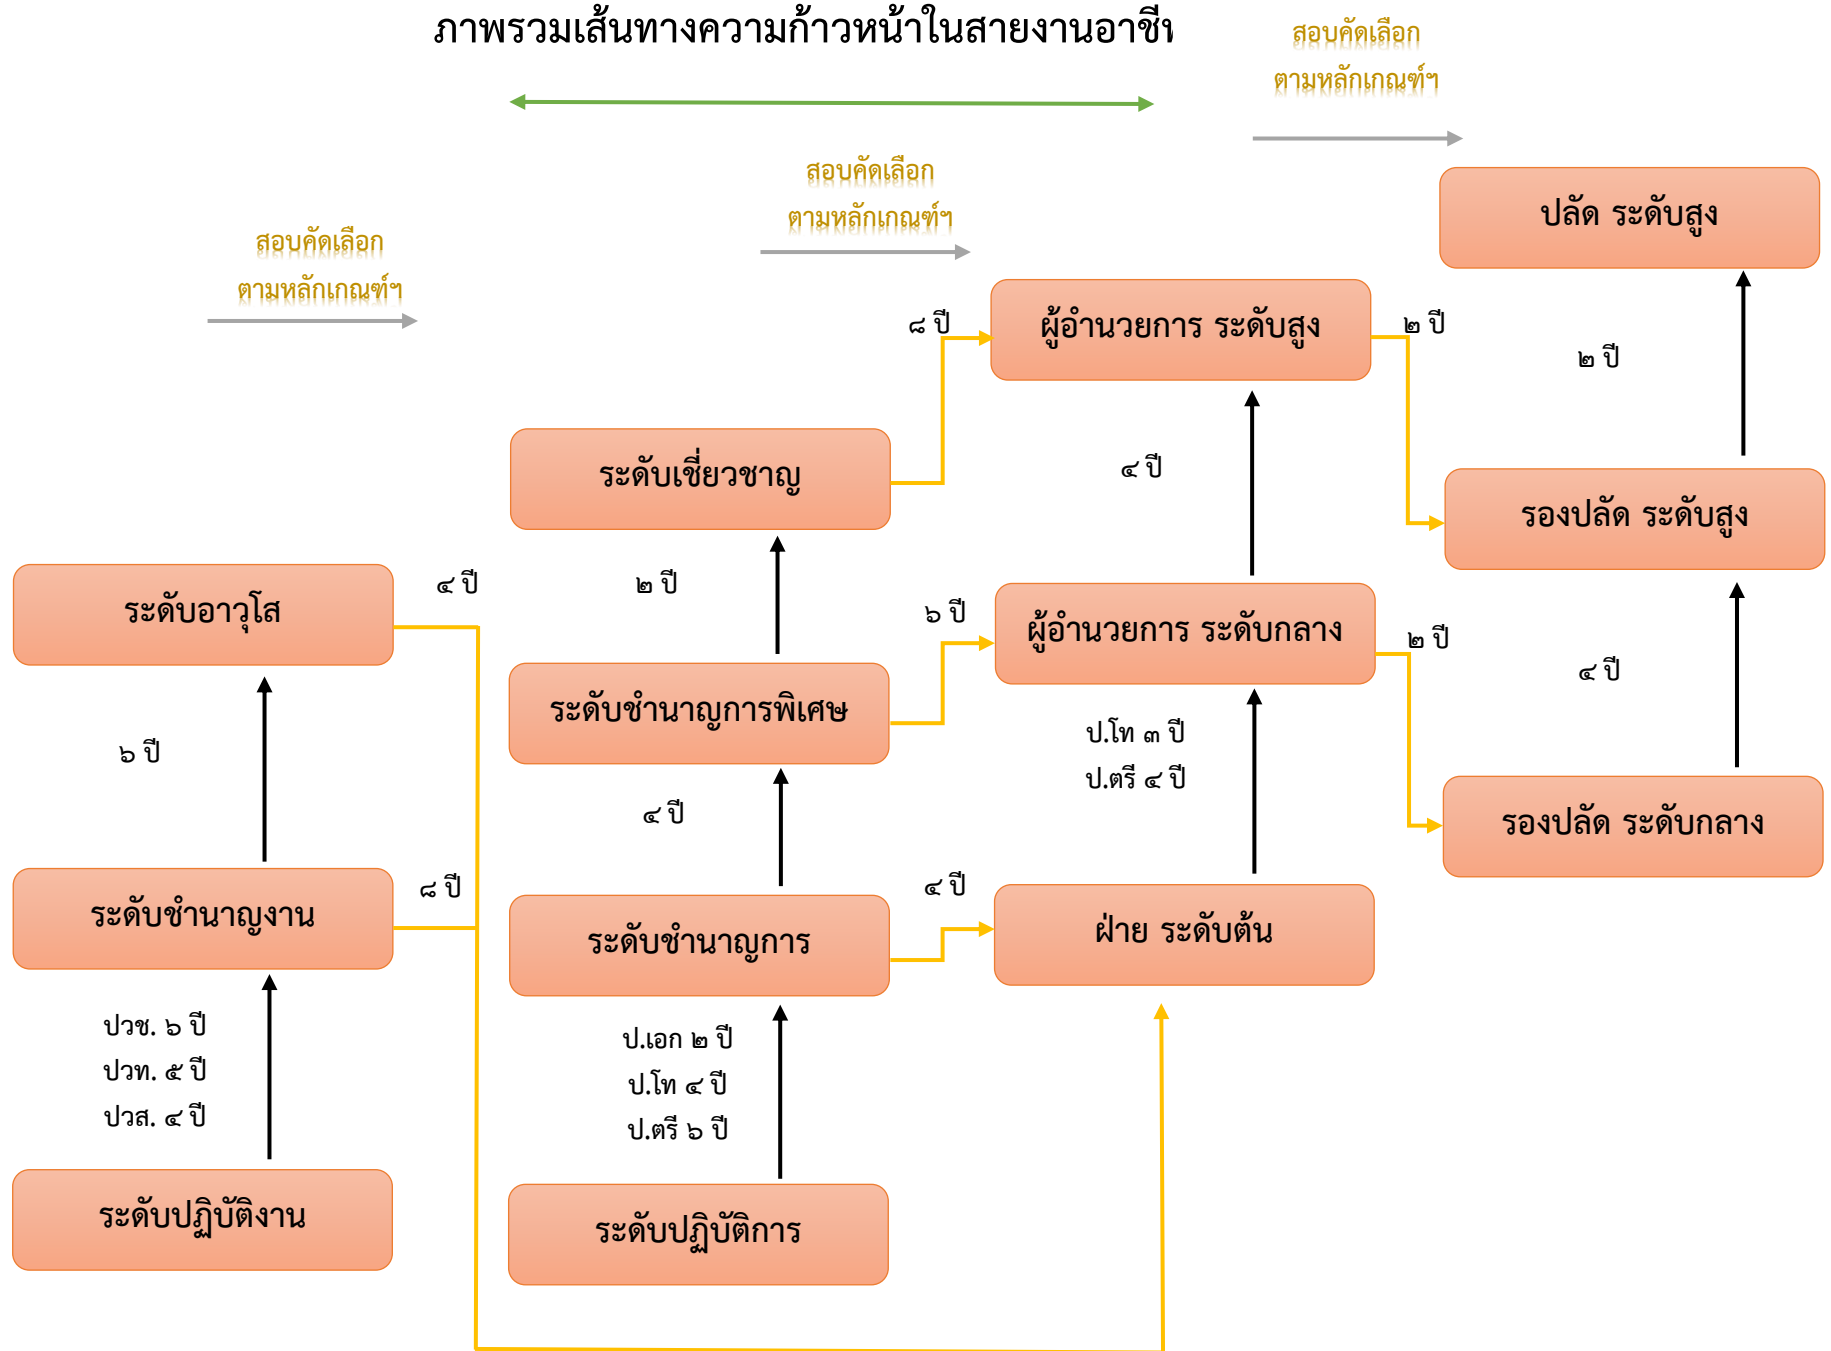 ภาพรวมเส้นทางความก้าวหน้าในสายงานอาชี
สอบคัดเลือก
ตามหลักเกณฑ์ฯ
สอบคัดเลือก
ตามหลักเกณฑ์ฯ
สอบคัดเลือก
ตามหลักเกณฑ์ฯ
ปลัด ระดับสูง
๘ ปี
ผู้อำนวยการ ระดับสูง
๒ ปี
๒ ปี
ระดับเชี่ยวชาญ
๔ ปี
รองปลัด ระดับสูง
ระดับอาวุโส
๔ ปี
๒ ปี
๖ ปี
ผู้อำนวยการ ระดับกลาง
๒ ปี
๔ ปี
ระดับชำนาญการพิเศษ
๖ ปี
ป.โท ๓ ปี
ป.ตรี ๔ ปี
๔ ปี
รองปลัด ระดับกลาง
ระดับชำนาญงาน
๘ ปี
ระดับชำนาญการ
๔ ปี
ฝ่าย ระดับต้น
ปวช. ๖ ปี
ปวท. ๕ ปี
ปวส. ๔ ปี
ป.เอก ๒ ปี
ป.โท ๔ ปี
ป.ตรี ๖ ปี
ระดับปฏิบัติงาน
ระดับปฏิบัติการ